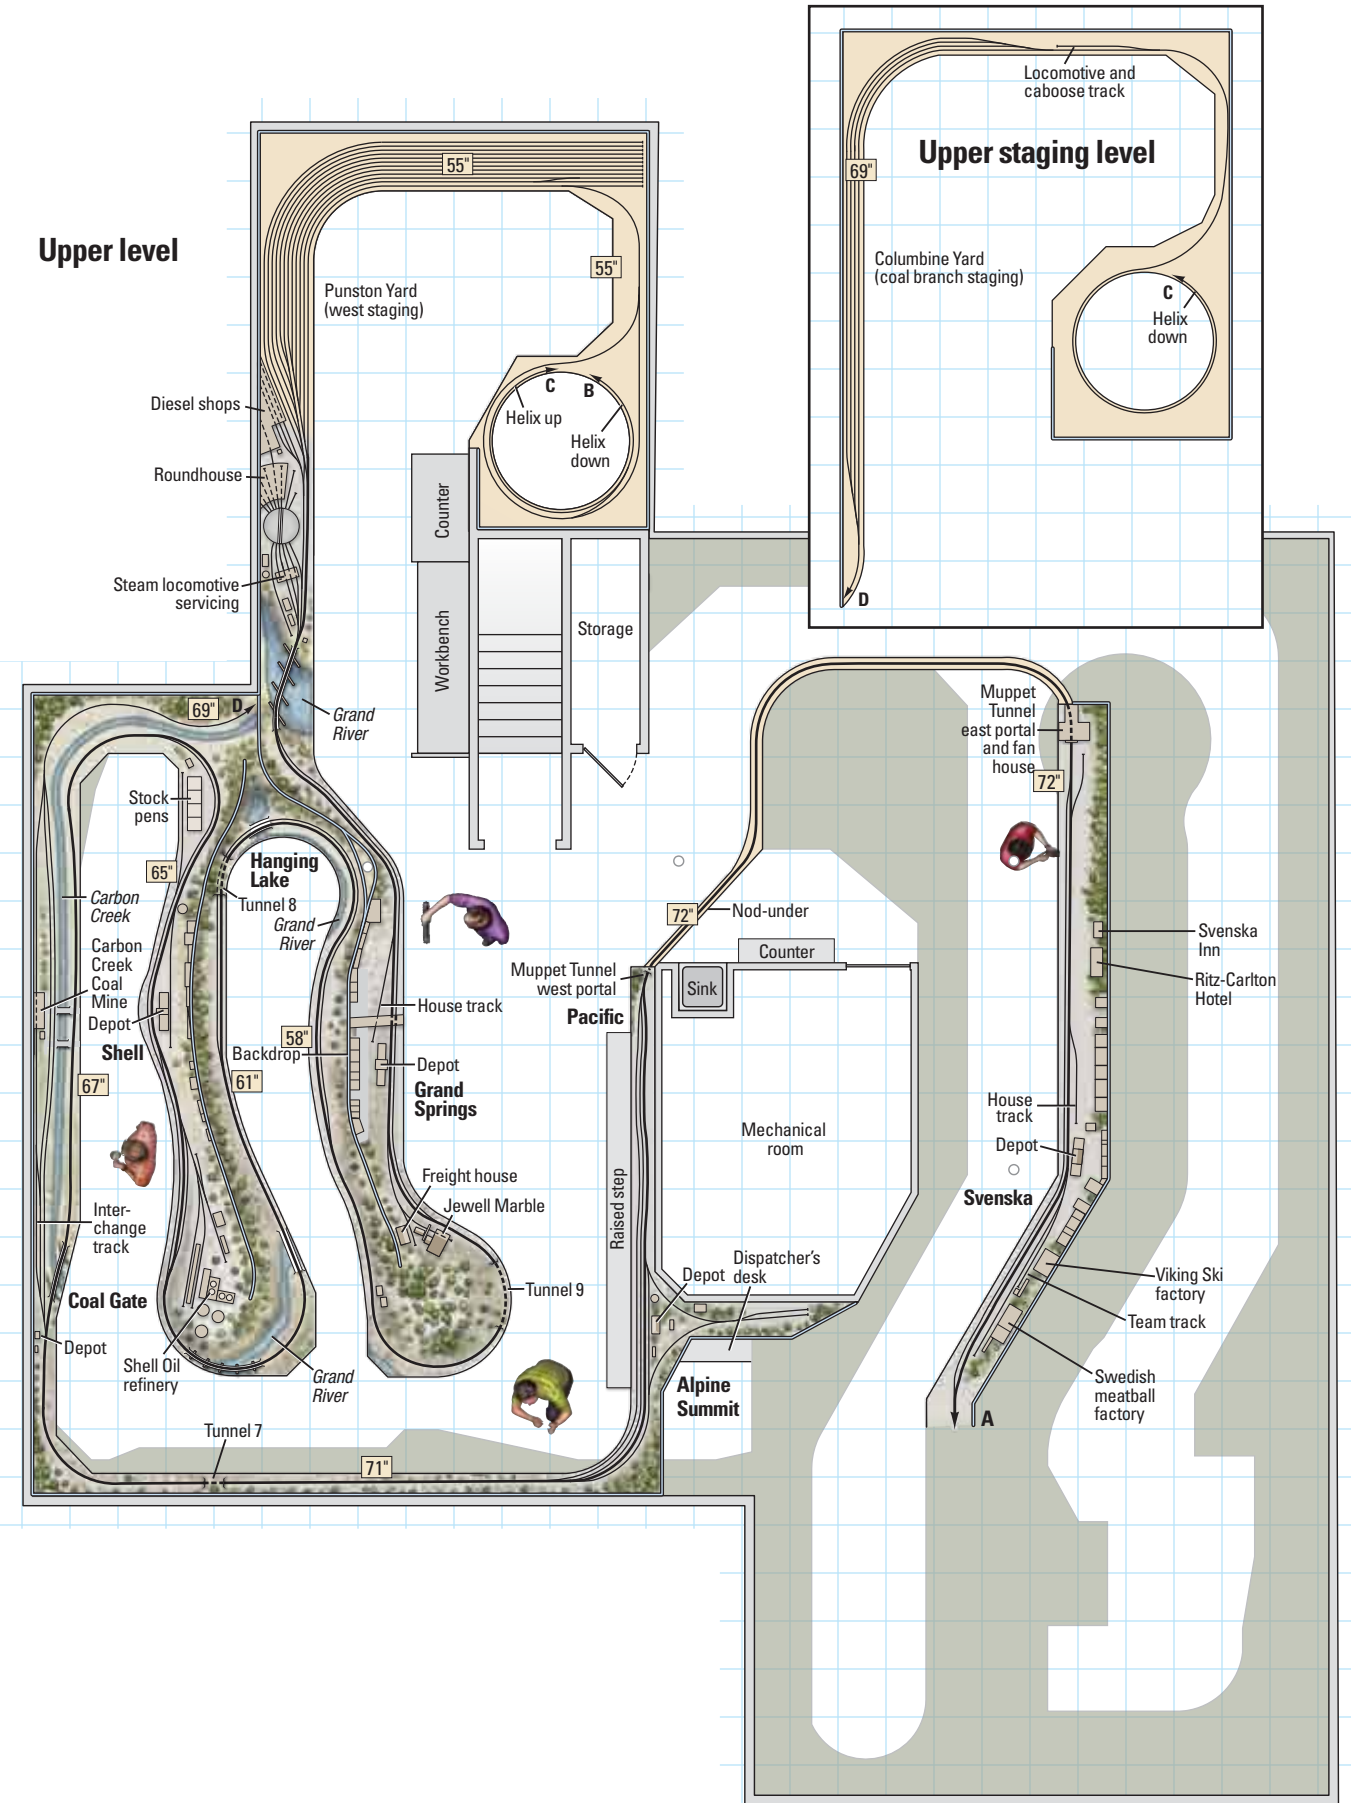 Upper level
55"
55"
Punston Yard
(west staging)
Diesel shops
Roundhouse
Steam locomotive
servicing
C
B
Helix up
Helix
down
Counter
Workbench
Storage
Locomotive and
caboose track
Upper staging level
69"
Columbine Yard
(coal branch staging)
C
Helix
down
D
69"
D
Grand
River
Stock
pens
65"
Hanging
Lake
Tunnel 8
Grand
River
Carbon
Creek
Carbon
Creek
Coal
Mine
Depot
Shell
58"
Backdrop
61"
67"
House track
Depot
Grand
Springs
Freight house
Jewell Marble
Tunnel 9
Inter-
change
track
Coal Gate
Depot
Shell Oil
refinery
Grand
River
Tunnel 7
71"
Muppet
Tunnel
east portal
and fan
house
72"
72"
Nod-under
Counter
Sink
Muppet Tunnel
west portal
Pacific
Raised step
Mechanical
room
Depot
Dispatcher's
desk
Alpine
Summit
Svenska
Inn
Ritz-Carlton
Hotel
House
track
Depot
Svenska
Viking Ski
factory
Team track
Swedish
meatball
factory
A